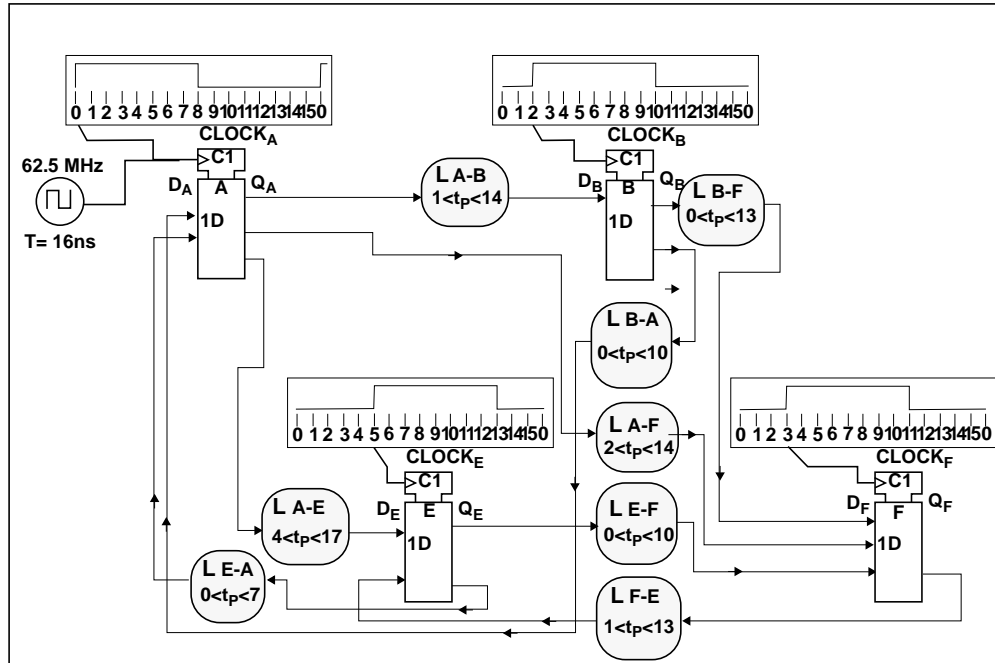 0 1 2 3 4 5 6 7 8 9 10 11 12 13 14 15 0
0 1 2 3 4 5 6 7 8 9 10 11 12 13 14 15 0
CLOCKA
CLOCKB
62.5 MHz
C1
C1
DA
A
QA
L A-B
1<tP<14
DB
B
QB
L B-F
0<tP<13
1D
1D
T= 16ns
L B-A
0<tP<10
0 1 2 3 4 5 6 7 8 9 10 11 12 13 14 15 0
0 1 2 3 4 5 6 7 8 9 10 11 12 13 14 15 0
L A-F
2<tP<14
CLOCKE
CLOCKF
C1
C1
L A-E
4<tP<17
DE
E
QE
L E-F
0<tP<10
DF
F
QF
1D
1D
L E-A
0<tP<7
L F-E
1<tP<13